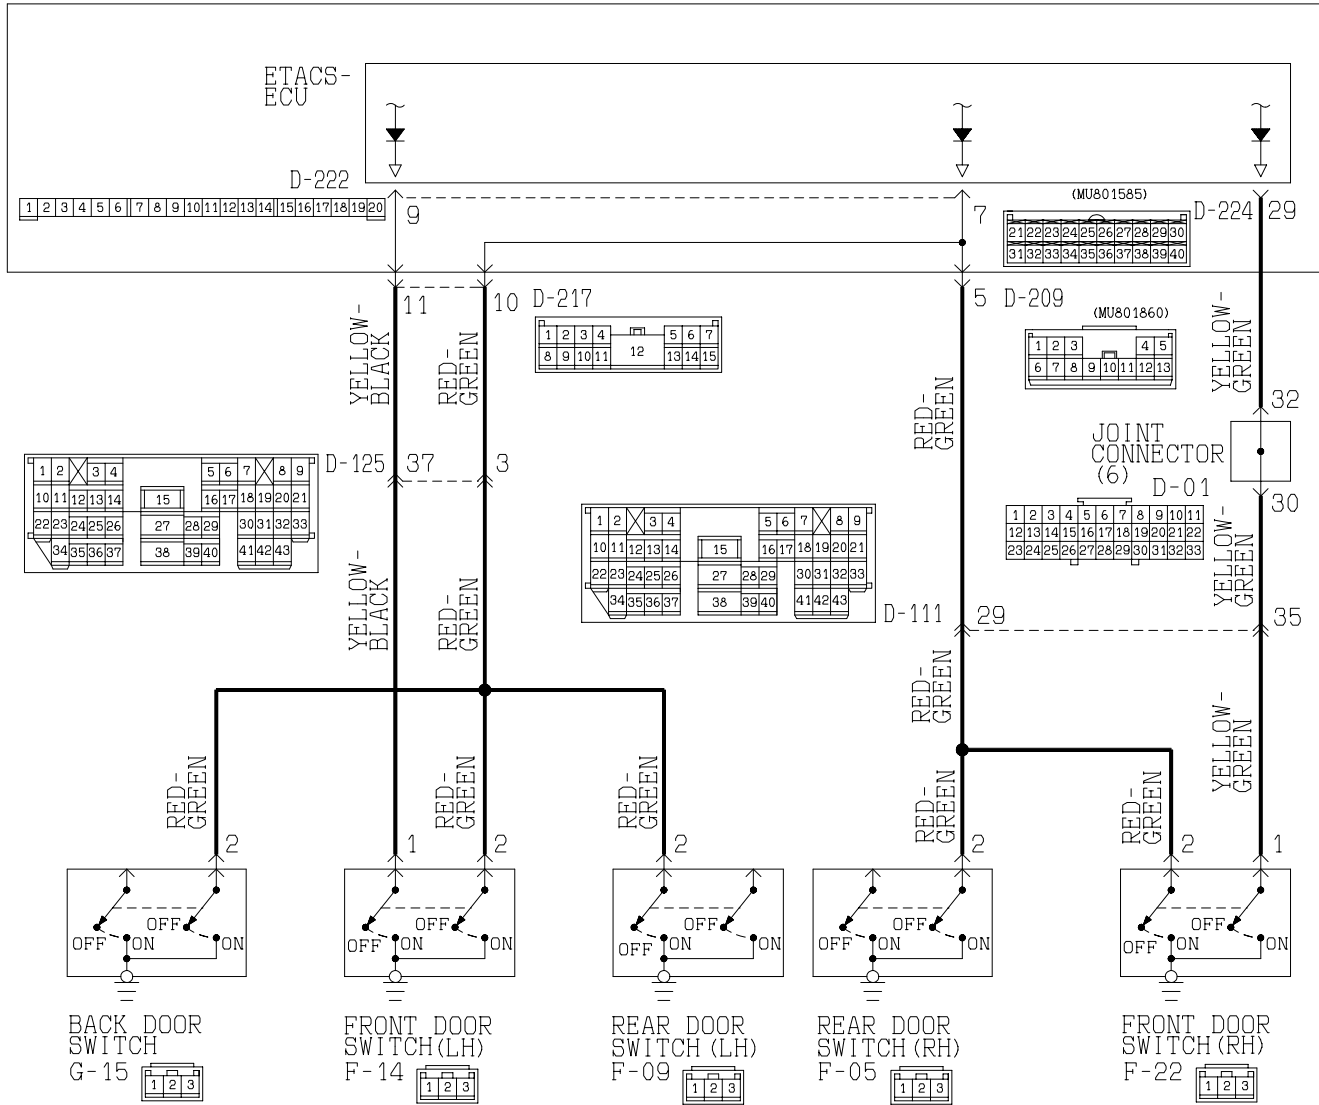 ETACS-
ECU
D-222
1 2 3 4 5 6 7 8 9 10 11 12 13 14 15 16 17 18 19 20
9
7
(MU801585)
D-224
29
21 22 23 24 25 26 27 28 29 30
31 32 33 34 35 36 37 38 39 40
11
10
D-217
1 2 3 4 5 6 7
8 9 10 11 12 13 14 15
5
D-209
(MU801860)
1 2 3 4 5
6 7 8 9 10 11 12 13
YELLOW-
BLACK
RED-
GREEN
RED-
GREEN
YELLOW-
GREEN
32
JOINT
CONNECTOR
(6)
D-01
30
1 2 3 4 5 6 7 8 9 10 11
12 13 14 15 16 17 18 19 20 21 22
23 24 25 26 27 28 29 30 31 32 33
D-125
37
3
1 2 3 4 5 6 7 8 9
10 11 12 13 14 15 16 17 18 19 20 21
22 23 24 25 26 27 28 29 30 31 32 33
34 35 36 37 38 39 40 41 42 43
1 2 3 4 5 6 7 8 9
10 11 12 13 14 15 16 17 18 19 20 21
22 23 24 25 26 27 28 29 30 31 32 33
34 35 36 37 38 39 40 41 42 43
D-111
29
35
YELLOW-
BLACK
RED-
GREEN
YELLOW-
GREEN
RED-
GREEN
YELLOW-
GREEN
RED-
GREEN
RED-
GREEN
RED-
GREEN
RED-
GREEN
RED-
GREEN
2
1
2
2
2
2
1
OFF
OFF
ON
ON
OFF
OFF
ON
ON
OFF
OFF
ON
ON
OFF
OFF
ON
ON
OFF
OFF
ON
ON
BACK DOOR
SWITCH
G-15
1 2 3
FRONT DOOR
SWITCH(LH)
F-14
1 2 3
REAR DOOR
SWITCH(LH)
F-09
1 2 3
REAR DOOR
SWITCH(RH)
F-05
1 2 3
FRONT DOOR
SWITCH(RH)
F-22
1 2 3